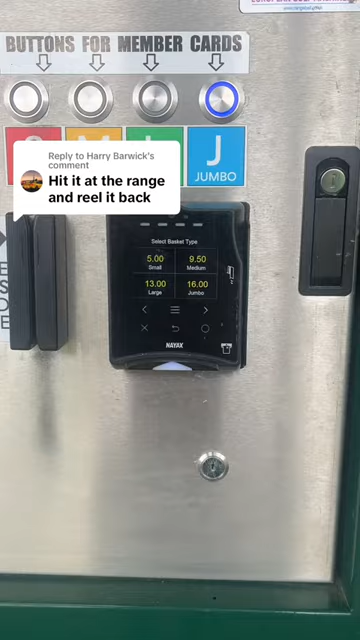 BUTTONS FOR MEMBER CARDS
J
JUMBO
Reply to Harry Barwick's
comment
Hit it at the range
and reel it back
Select Basket Type
5.00
Small
9.50
Medium
13.00
Large
16.00
Jumbo
NAYAX